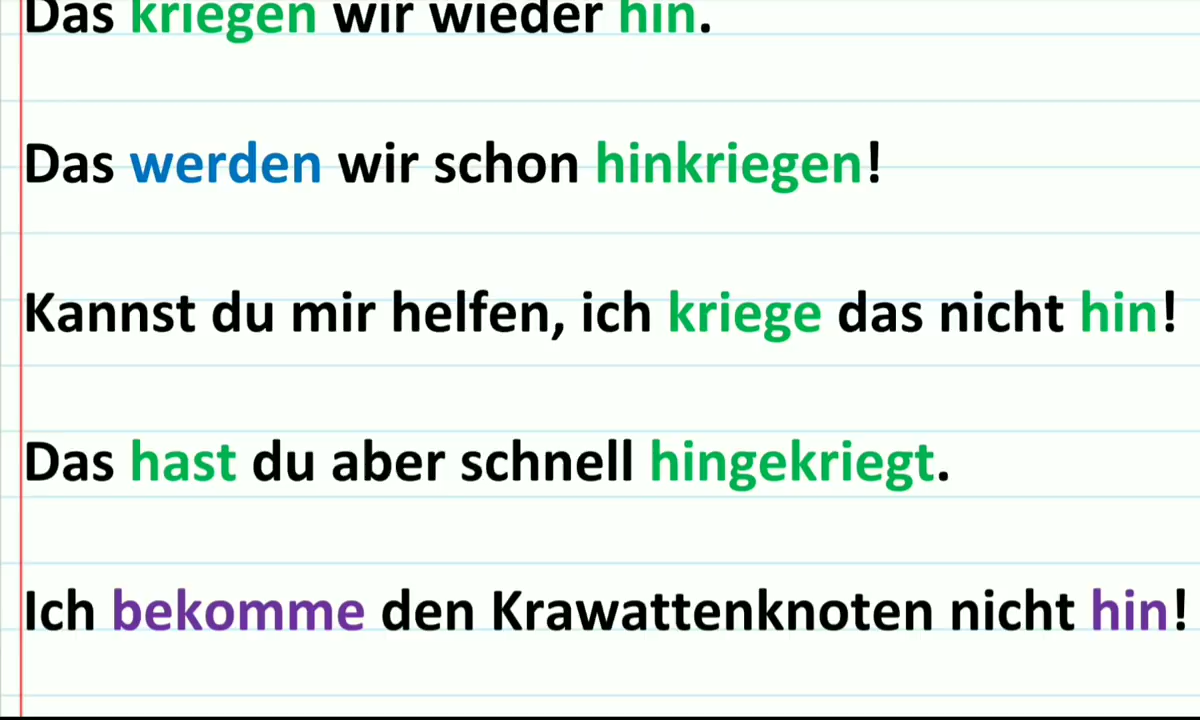 Das kriegen wir wieder hin.
Das werden wir schon hinkriegen!
Kannst du mir helfen, ich kriege das nicht hin!
Das hast du aber schnell hingekriegt.
Ich bekomme den Krawattenknoten nicht hin!